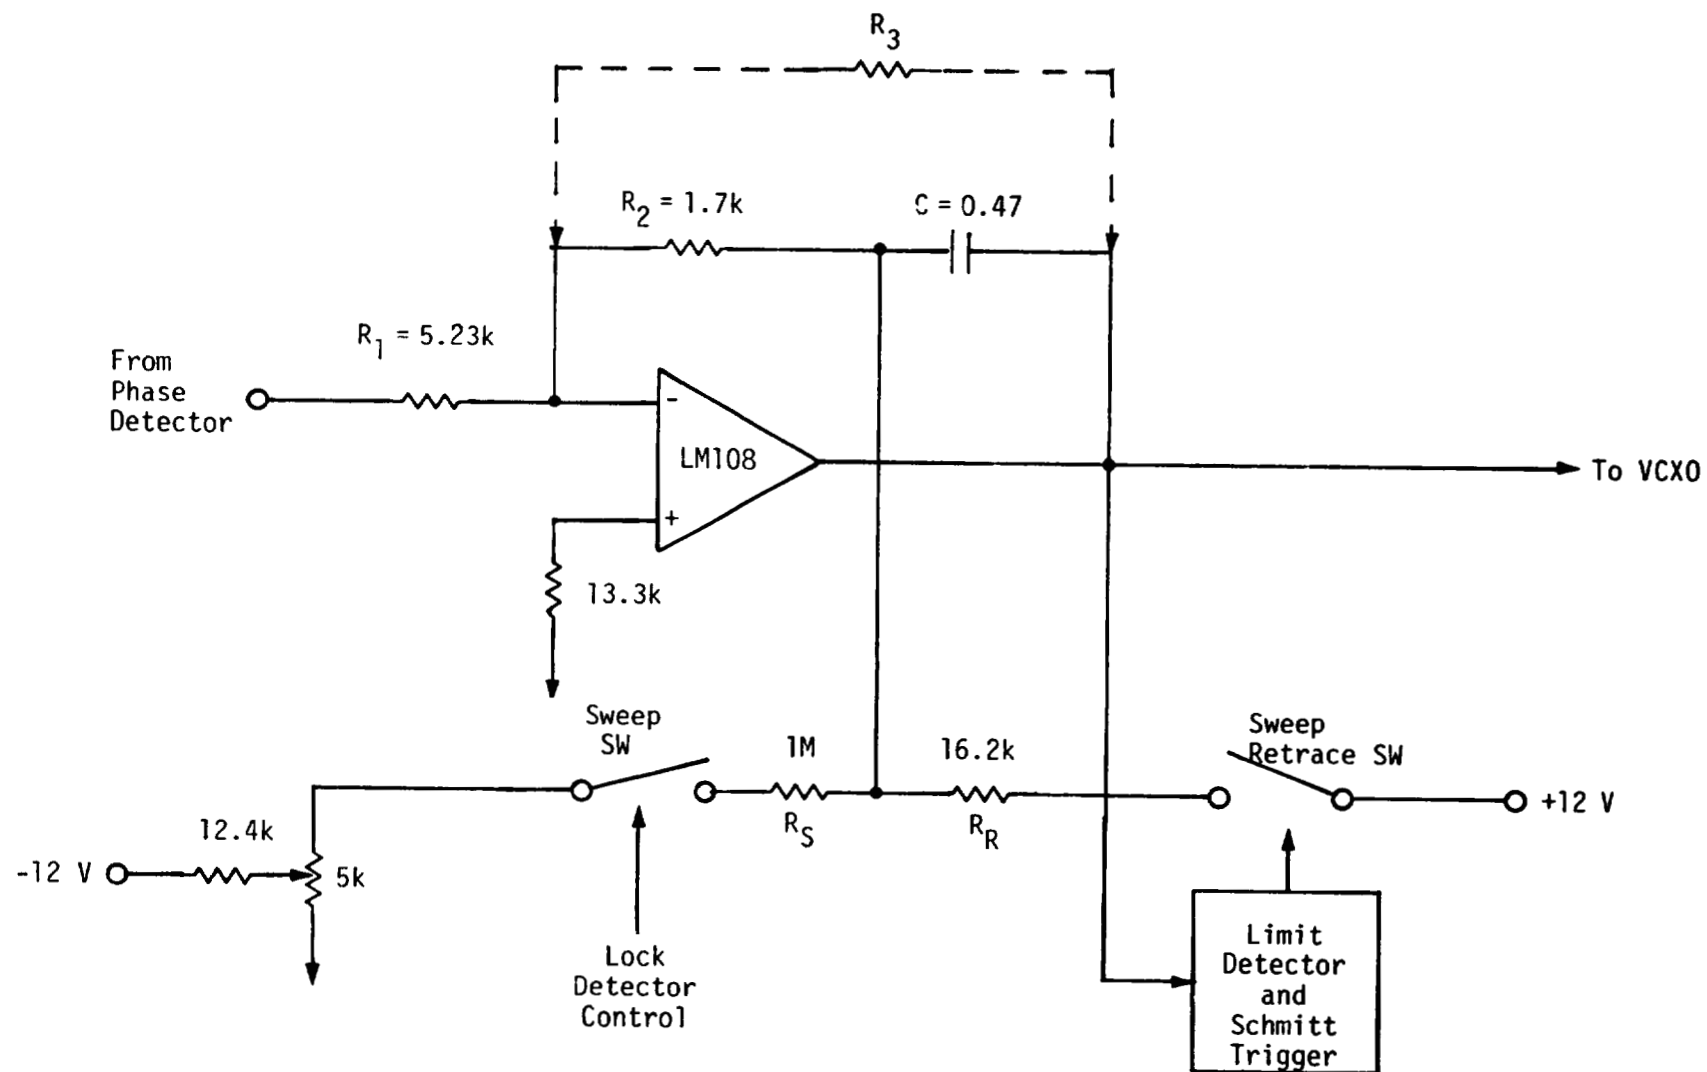 R3
R2 = 1.7k
C = 0.47
R1 = 5.23k
From
Phase
Detector
-
LM108
+
To VCXO
13.3k
Sweep
SW
1M
16.2k
Sweep
Retrace SW
RS
RR
+12 V
12.4k
-12 V
5k
Lock
Detector
Control
Limit
Detector
and
Schmitt
Trigger